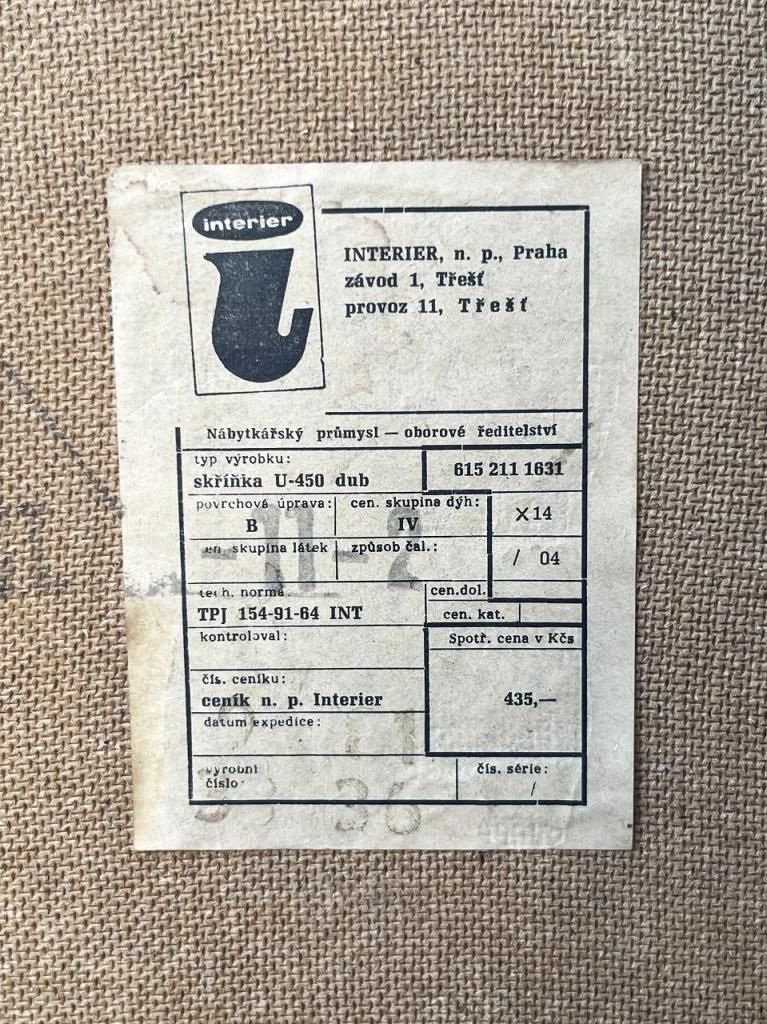 interier
INTERIER, n. p., Praha
závod 1, Třešť
provoz 11, Třešť
Nábytkářský průmysl — oborové ředitelství
typ výrobku:
skříňka U-450 dub
615 211 1631
povrchová úprava:
B
cen. skupina dýh:
IV
X14
en. skupina látek
způsob čal.:
/ 04
-11-2
tech. norma
TPJ 154-91-64 INT
cen.dol.
cen. kat.
kontroloval:
Spotř. cena v Kčs
435,—
čís. ceníku:
ceník n. p. Interier
datum expedice:
výrobní
číslo
čís. série:
/
36